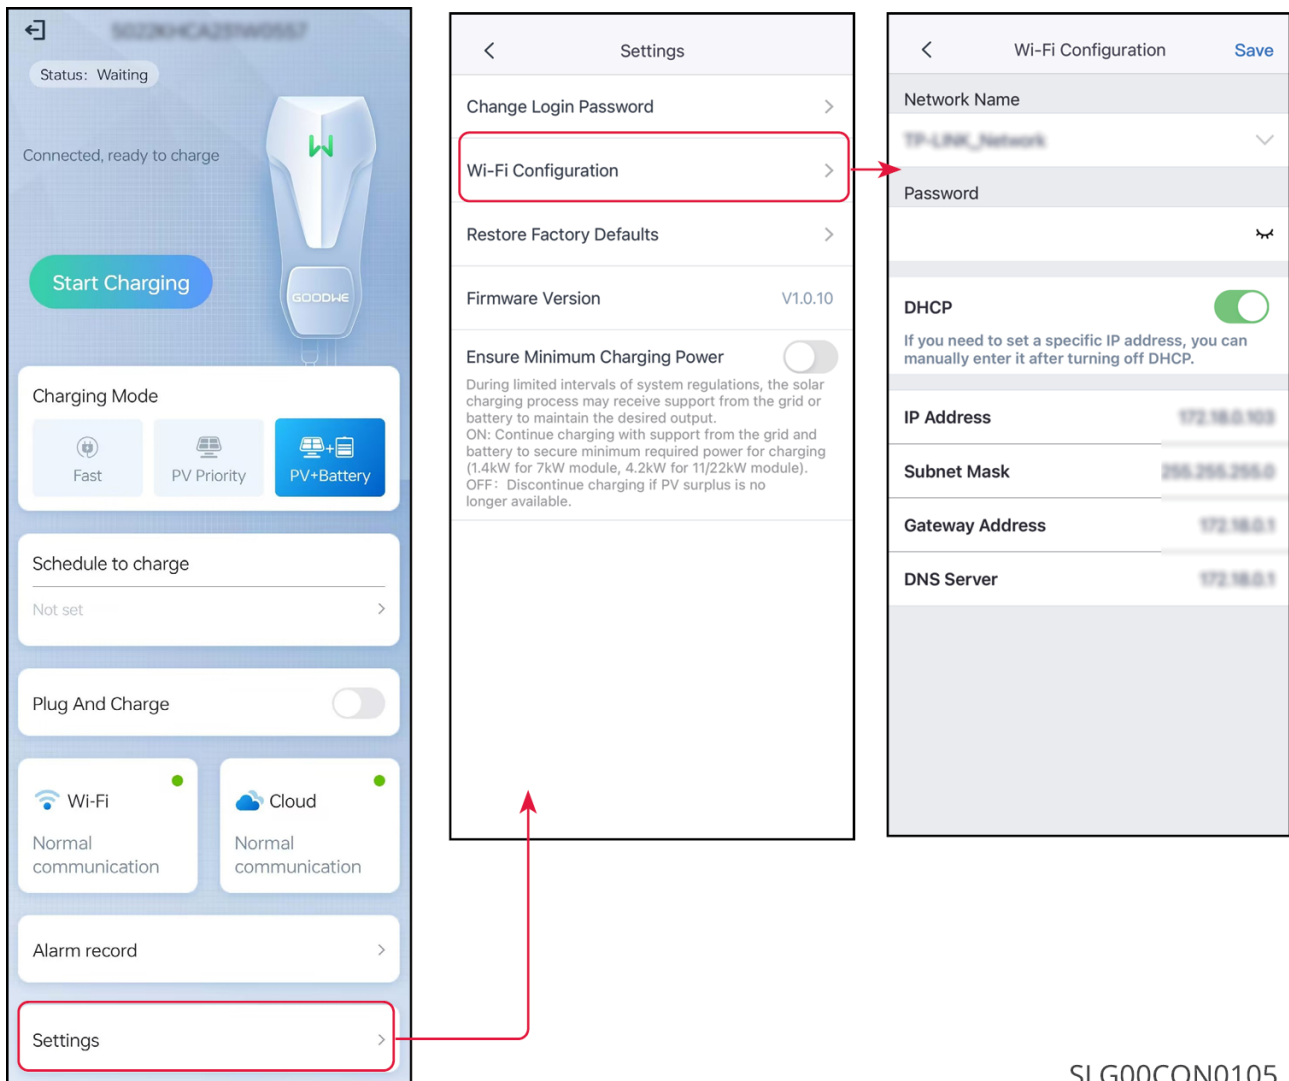 Status: Waiting
Connected, ready to charge
Start Charging
GOODWE
Charging Mode
Fast
PV Priority
PV+Battery
Schedule to charge
Not set
Plug And Charge
Wi-Fi
Normal
communication
Cloud
Normal
communication
Alarm record
Settings
Settings
Change Login Password
Wi-Fi Configuration
Restore Factory Defaults
Firmware Version V1.0.10
Ensure Minimum Charging Power
During limited intervals of system regulations, the solar
charging process may receive support from the grid or
battery to maintain the desired output.
ON: Continue charging with support from the grid and
battery to secure minimum required power for charging
(1.4kW for 7kW module, 4.2kW for 11/22kW module).
OFF: Discontinue charging if PV surplus is no
longer available.
Wi-Fi Configuration Save
Network Name
Password
DHCP
If you need to set a specific IP address, you can
manually enter it after turning off DHCP.
IP Address
Subnet Mask
Gateway Address
DNS Server
SLG00CON0105